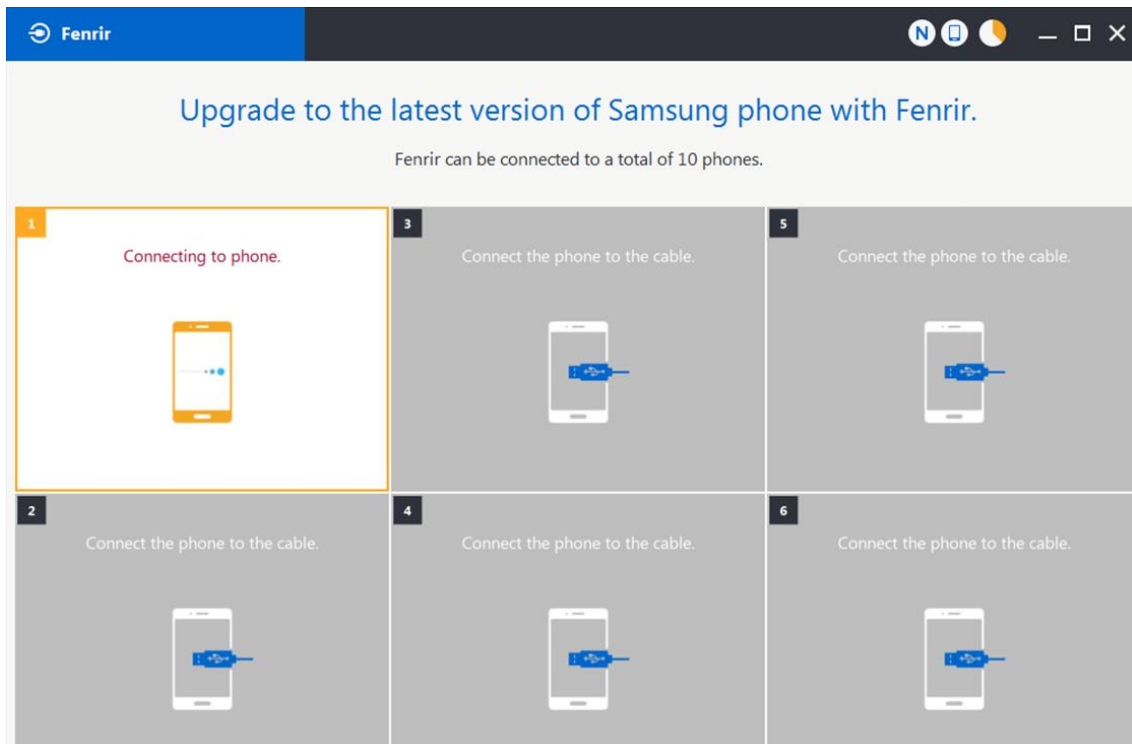 Fenrir
N
Upgrade to the latest version of Samsung phone with Fenrir.
Fenrir can be connected to a total of 10 phones.
1
Connecting to phone.
3
Connect the phone to the cable.
5
Connect the phone to the cable.
2
Connect the phone to the cable.
4
Connect the phone to the cable.
6
Connect the phone to the cable.